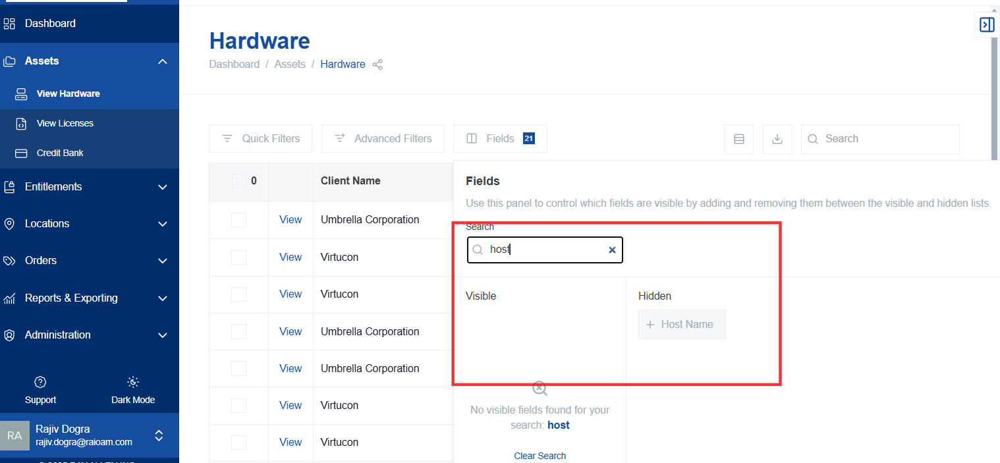 Dashboard
Assets
View Hardware
View Licenses
Credit Bank
Entitlements
Locations
Orders
Reports & Exporting
Administration
Support
Dark Mode
RA
Rajiv Dogra
rajiv.dogra@raioam.com
Hardware
Dashboard / Assets / Hardware
Quick Filters
Advanced Filters
Fields 21
Search
0
Client Name
View Umbrella Corporation
View Virtucon
View Virtucon
View Umbrella Corporation
View Umbrella Corporation
View Virtucon
View Virtucon
Fields
Use this panel to control which fields are visible by adding and removing them between the visible and hidden lists.
Search
host
Visible
No visible fields found for your
search: host
Clear Search
Hidden
+ Host Name